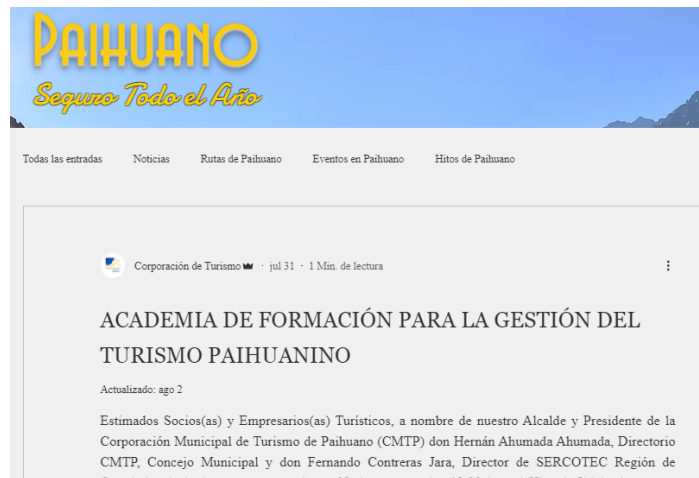 PAIHUANO
Seguro Todo el Año
Todas las entradas Noticias Rutas de Paihuano Eventos en Paihuano Hitos de Paihuano
Corporación de Turismo · jul 31 · 1 Min. de lectura
ACADEMIA DE FORMACIÓN PARA LA GESTIÓN DEL
TURISMO PAIHUANINO
Actualizado: ago 2
Estimados Socios(as) y Empresarios(as) Turísticos, a nombre de nuestro Alcalde y Presidente de la
Corporación Municipal de Turismo de Paihuano (CMTP) don Hernán Ahumada Ahumada, Directorio
CMTP, Concejo Municipal y don Fernando Contreras Jara, Director de SERCOTEC Región de